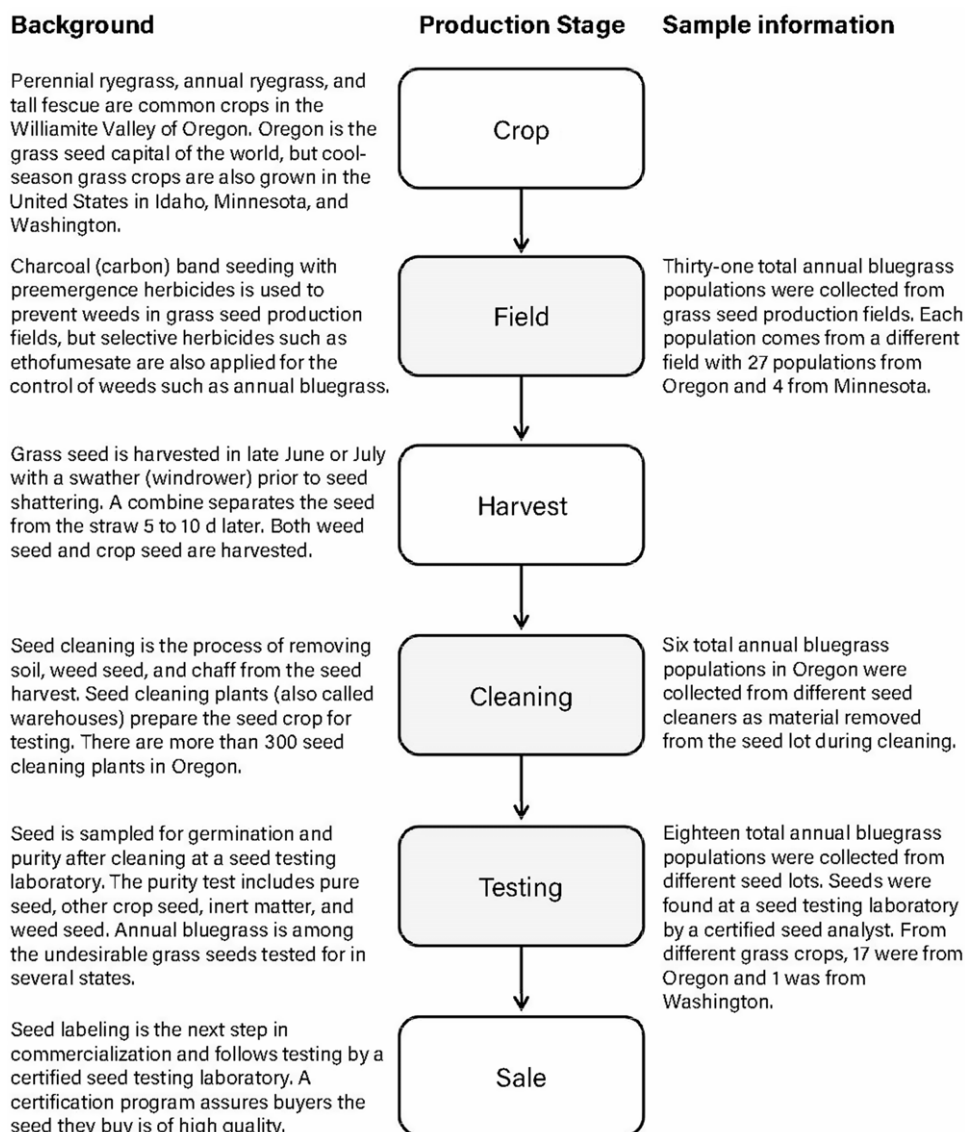 Background
Production Stage
Sample information
Perennial ryegrass, annual ryegrass, and
tall fescue are common crops in the
Williamite Valley of Oregon. Oregon is the
grass seed capital of the world, but cool-
season grass crops are also grown in the
United States in Idaho, Minnesota, and
Washington.
Crop
Charcoal (carbon) band seeding with
preemergence herbicides is used to
prevent weeds in grass seed production
fields, but selective herbicides such as
ethofumesate are also applied for the
control of weeds such as annual bluegrass.
Field
Thirty-one total annual bluegrass
populations were collected from
grass seed production fields. Each
population comes from a different
field with 27 populations from
Oregon and 4 from Minnesota.
Grass seed is harvested in late June or July
with a swather (windrower) prior to seed
shattering. A combine separates the seed
from the straw 5 to 10 d later. Both weed
seed and crop seed are harvested.
Harvest
Seed cleaning is the process of removing
soil, weed seed, and chaff from the seed
harvest. Seed cleaning plants (also called
warehouses) prepare the seed crop for
testing. There are more than 300 seed
cleaning plants in Oregon.
Cleaning
Six total annual bluegrass
populations in Oregon were
collected from different seed
cleaners as material removed
from the seed lot during cleaning.
Seed is sampled for germination and
purity after cleaning at a seed testing
laboratory. The purity test includes pure
seed, other crop seed, inert matter, and
weed seed. Annual bluegrass is among
the undesirable grass seeds tested for in
several states.
Testing
Eighteen total annual bluegrass
populations were collected from
different seed lots. Seeds were
found at a seed testing laboratory
by a certified seed analyst. From
different grass crops, 17 were from
Oregon and 1 was from
Washington.
Seed labeling is the next step in
commercialization and follows testing by a
certified seed testing laboratory. A
certification program assures buyers the
seed they buy is of high quality.
Sale